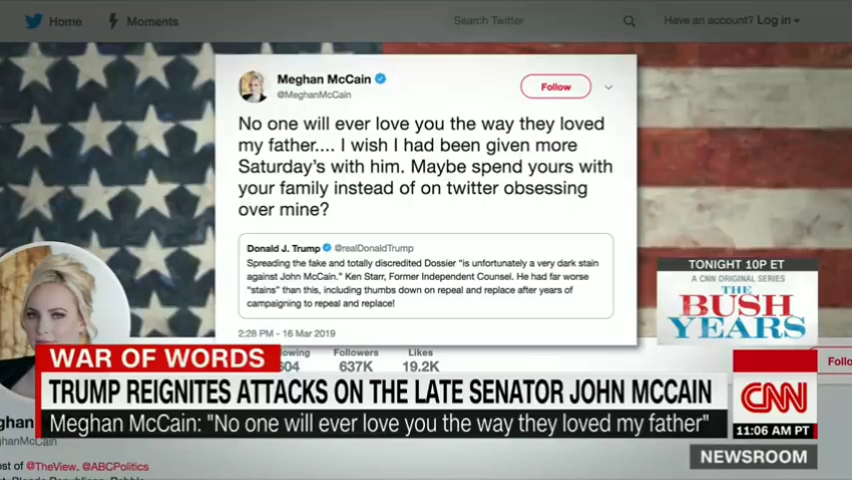 Home
Moments
Search Twitter
Have an account? Log in
Meghan McCain
@MeghanMcCain
Follow
No one will ever love you the way they loved
my father.... I wish I had been given more
Saturday's with him. Maybe spend yours with
your family instead of on twitter obsessing
over mine?
Donald J. Trump @realDonaldTrump
Spreading the fake and totally discredited Dossier "is unfortunately a very dark stain
against John McCain." Ken Starr, Former Independent Counsel. He had far worse
"stains" than this, including thumbs down on repeal and replace after years of
campaigning to repeal and replace!
2:28 PM - 16 Mar 2019
TONIGHT 10P ET
A CNN ORIGINAL SERIES
THE
BUSH
YEARS
owing
Followers
Likes
604
637K
19.2K
Follo
WAR OF WORDS
TRUMP REIGNITES ATTACKS ON THE LATE SENATOR JOHN MCCAIN
Meghan McCain: "No one will ever love you the way they loved my father"
CNN
11:06 AM PT
NEWSROOM
ghan
ghanMcCain
ost of @TheView. @ABCPolitics